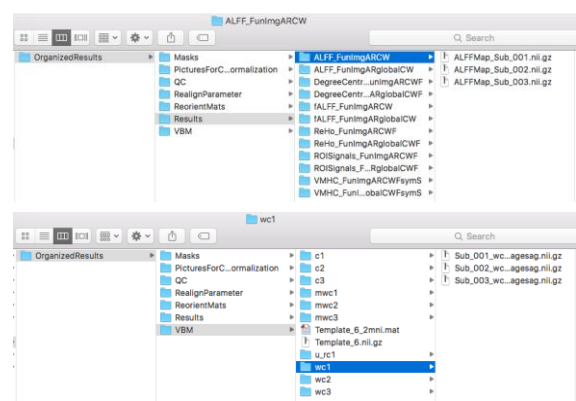 ALFF_FunImgARCW
Search
OrganizedResults
Masks
PicturesForC...ormalization
QC
RealignParameter
ReorientMats
Results
VBM
ALFF_FunImgARCW
ALFF_FunImgARglobalCW
DegreeCentr...unImgARCWF
DegreeCentr...ARglobalCWF
fALFF_FunImgARCW
fALFF_FunImgARglobalCW
ReHo_FunImgARCWF
ReHo_FunImgARglobalCWF
ROISignals_FunImgARCWF
ROISignals_F...RglobalCWF
VMHC_FunImgARCWFsymS
VMHC_FunI...obalCWFsymS
ALFFMap_Sub_001.nii.gz
ALFFMap_Sub_002.nii.gz
ALFFMap_Sub_003.nii.gz
wc1
Search
OrganizedResults
Masks
PicturesForC...ormalization
QC
RealignParameter
ReorientMats
Results
VBM
c1
c2
c3
mwc1
mwc2
mwc3
Template_6_2mni.mat
Template_6.nii.gz
u_rc1
wc1
wc2
wc3
Sub_001_wc...agesag.nii.gz
Sub_002_wc...agesag.nii.gz
Sub_003_wc...agesag.nii.gz